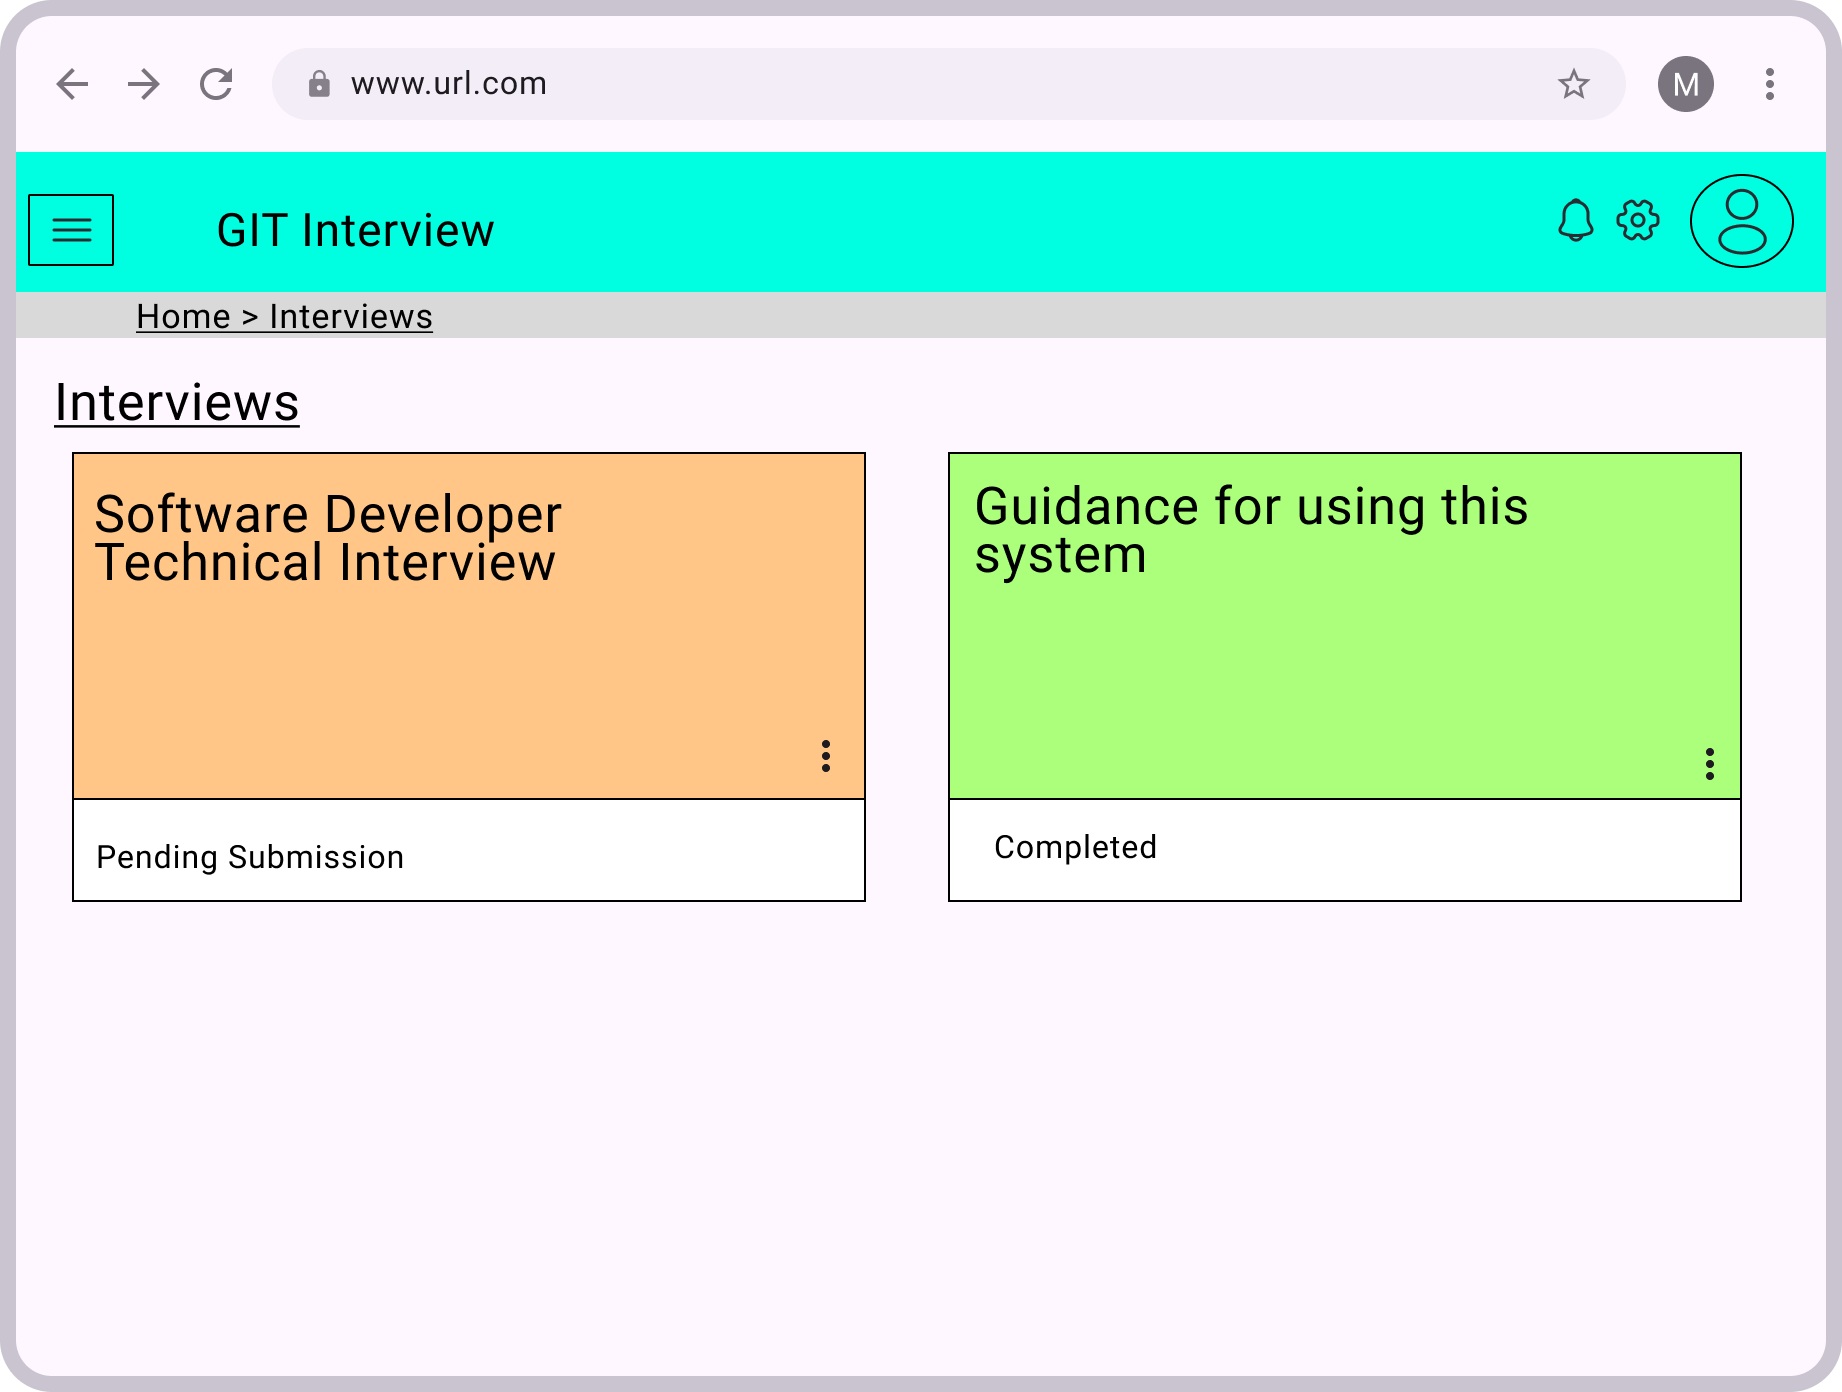 www.url.com
M
GIT Interview
Home > Interviews
Interviews
Software Developer
Technical Interview
Pending Submission
Guidance for using this
system
Completed